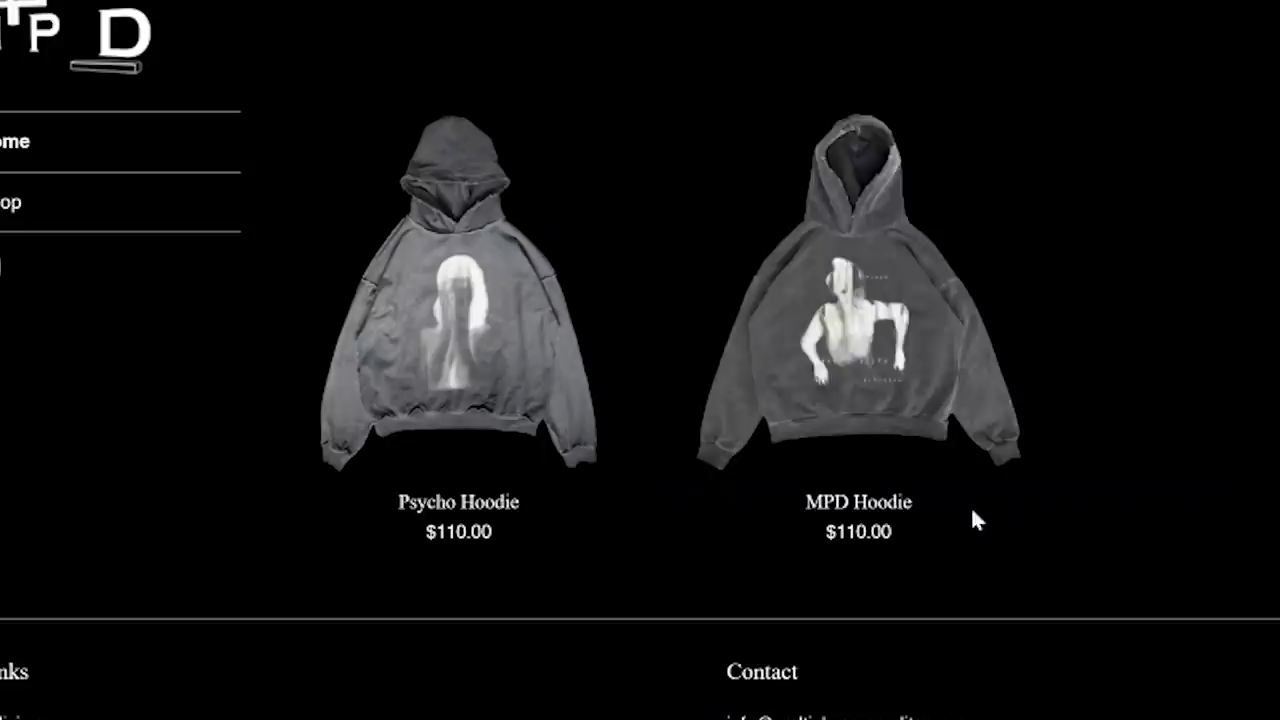 P D
ome
op
Psycho Hoodie
$110.00
MPD Hoodie
$110.00
nks
Contact